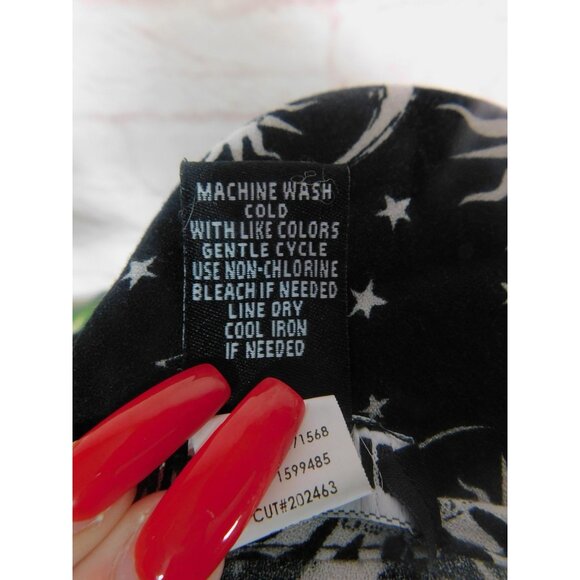 MACHINE WASH
COLD
WITH LIKE COLORS
GENTLE CYCLE
USE NON-CHLORINE
BLEACH IF NEEDED
LINE DRY
COOL IRON
IF NEEDED
71568
1599485
CUT#202463